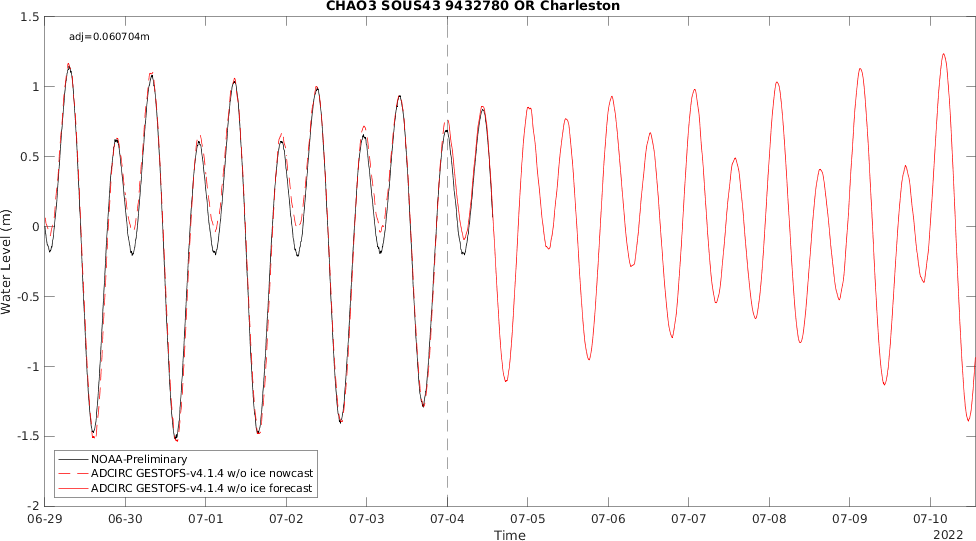 CHAO3 SOUS43 9432780 OR Charleston
adj=0.060704m
1.5
1
0.5
0
-0.5
-1
-1.5
-2
Water Level (m)
NOAA-Preliminary
ADCIRC GESTOFS-v4.1.4 w/o ice nowcast
ADCIRC GESTOFS-v4.1.4 w/o ice forecast
06-29 06-30 07-01 07-02 07-03 07-04 07-05 07-06 07-07 07-08 07-09 07-10
Time
2022